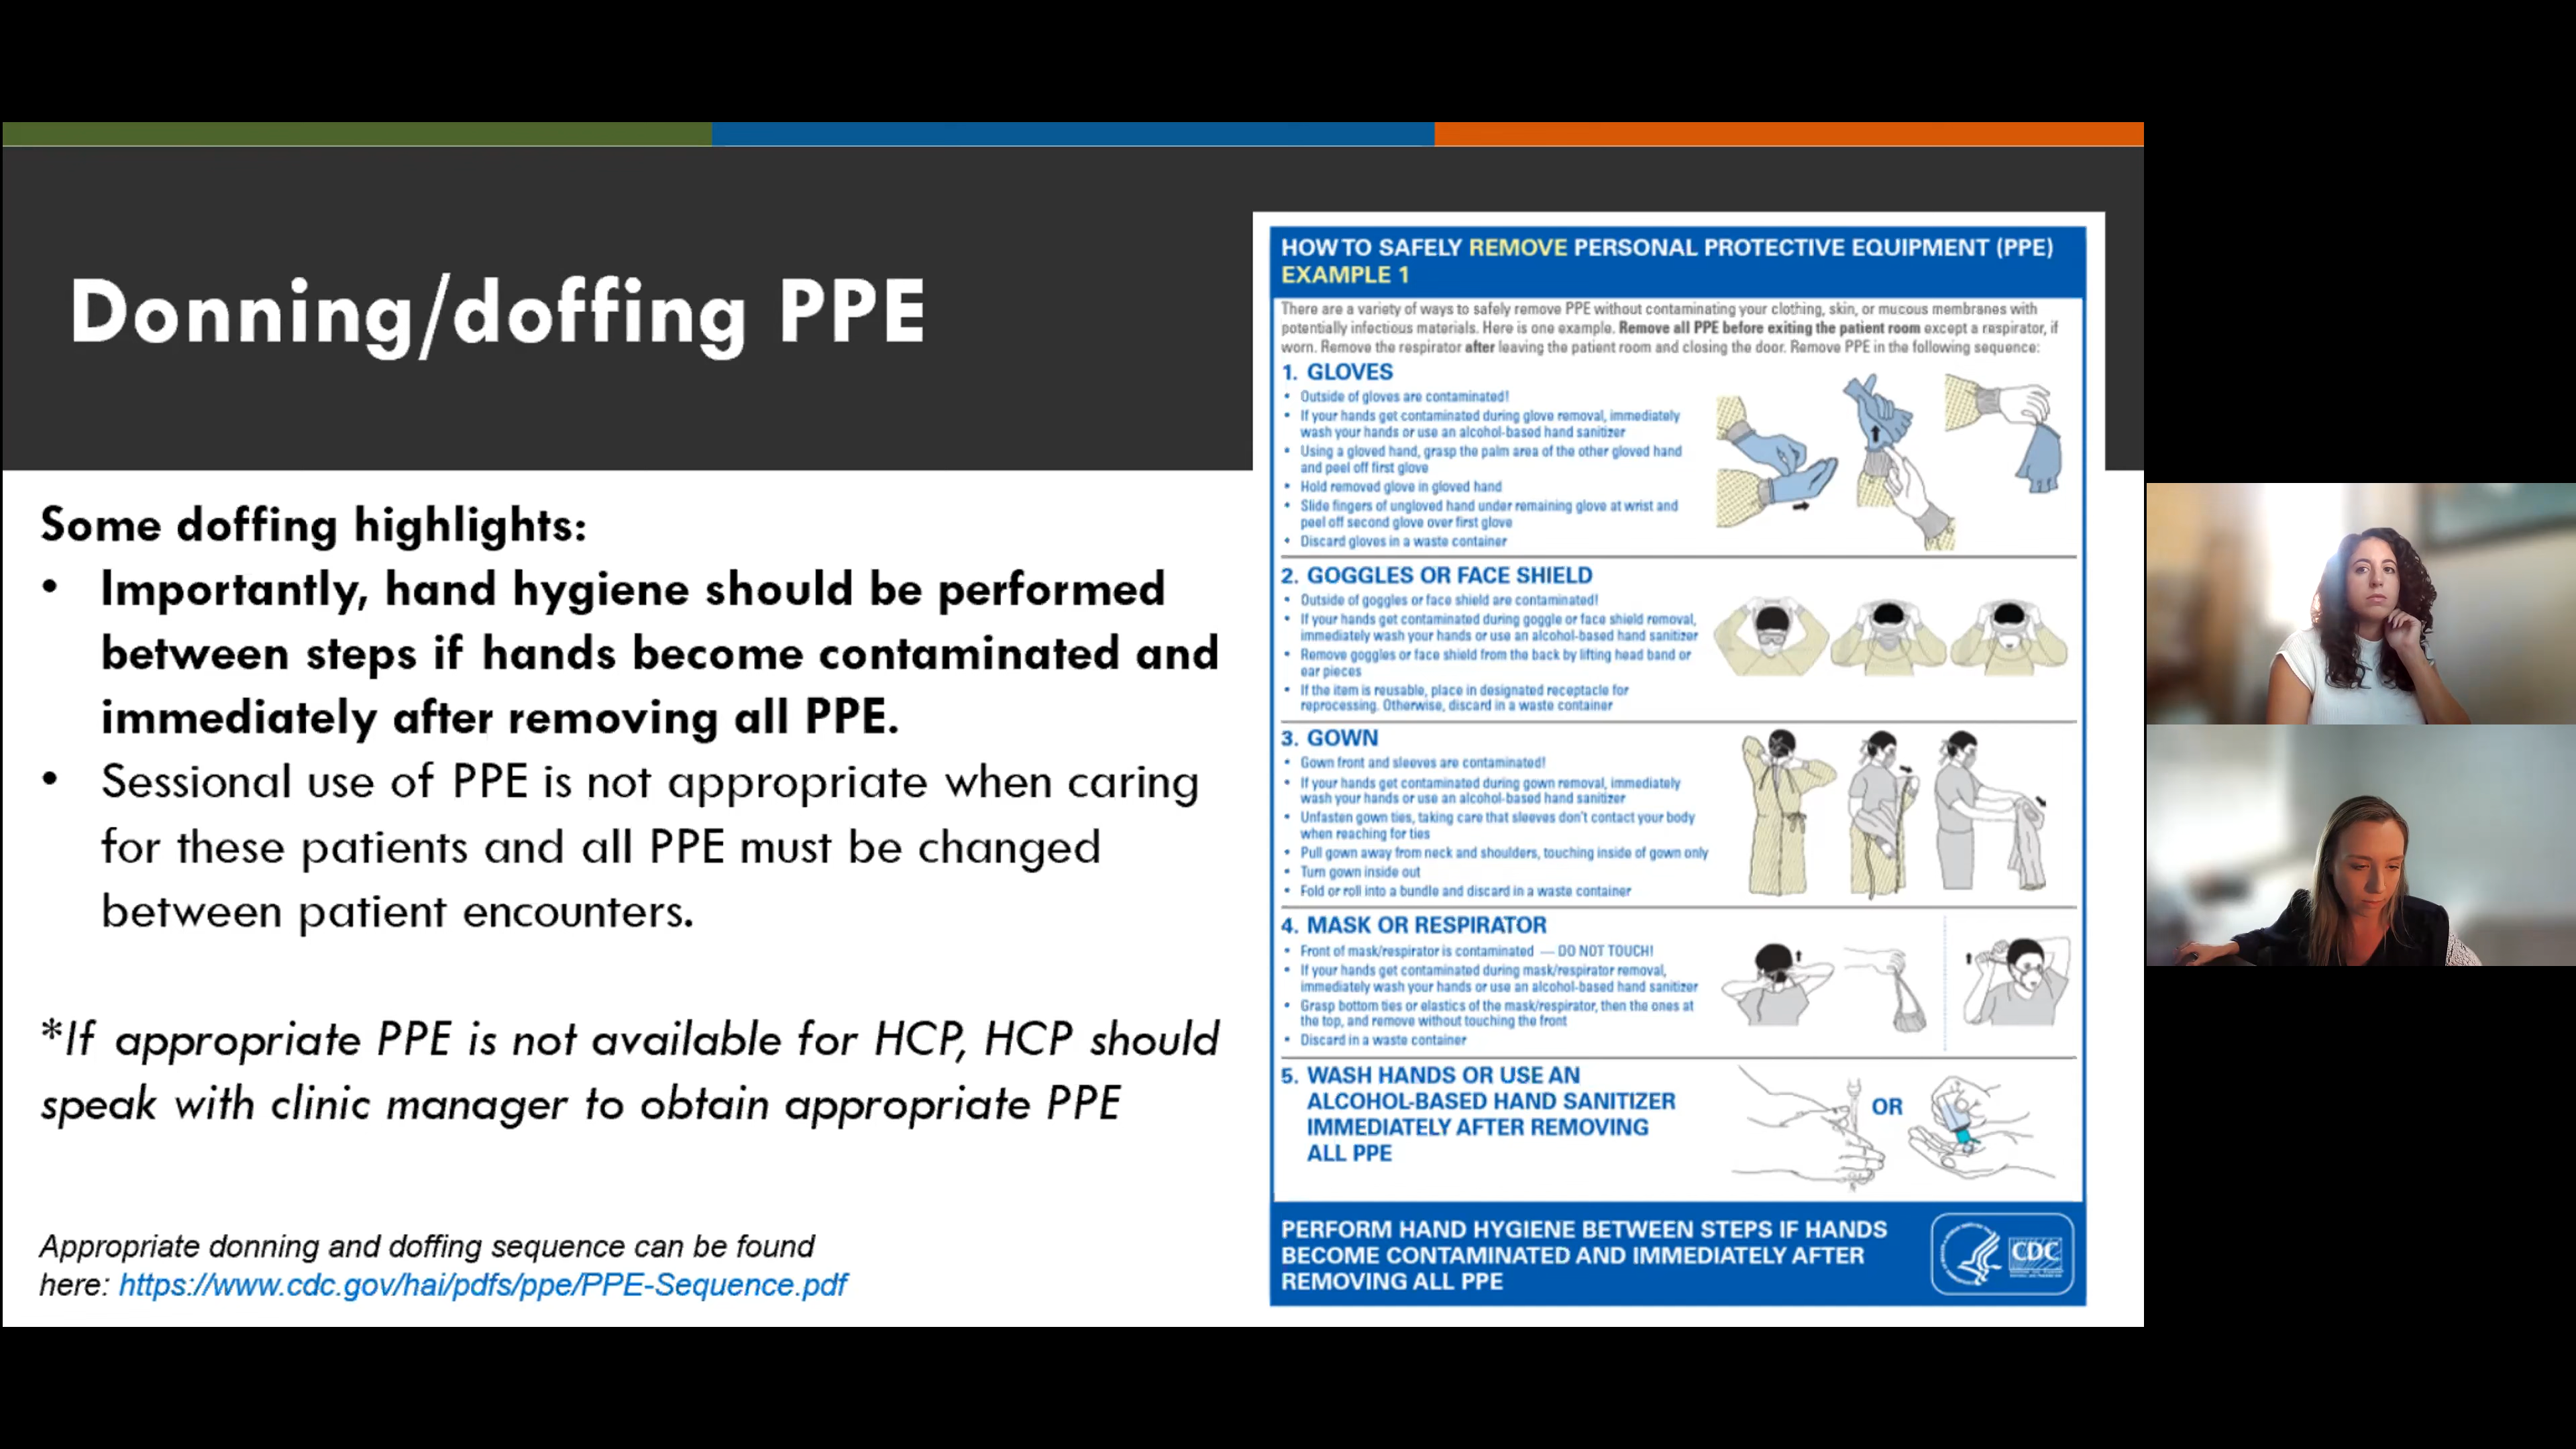 Donning/doffing PPE
Some doffing highlights:
• Importantly, hand hygiene should be performed
between steps if hands become contaminated and
immediately after removing all PPE.
• Sessional use of PPE is not appropriate when caring
for these patients and all PPE must be changed
between patient encounters.
*If appropriate PPE is not available for HCP, HCP should
speak with clinic manager to obtain appropriate PPE
Appropriate donning and doffing sequence can be found
here: https://www.cdc.gov/hai/pdfs/ppe/PPE-Sequence.pdf
HOW TO SAFELY REMOVE PERSONAL PROTECTIVE EQUIPMENT (PPE)
EXAMPLE 1
There are a variety of ways to safely remove PPE without contaminating your clothing, skin, or mucous membranes with
potentially infectious materials. Here is one example. Remove all PPE before exiting the patient room except a respirator, if
worn. Remove the respirator after leaving the patient room and closing the door. Remove PPE in the following sequence:
1. GLOVES
• Outside of gloves are contaminated!
• If your hands get contaminated during glove removal, immediately
wash your hands or use an alcohol-based hand sanitizer
• Using a gloved hand, grasp the palm area of the other gloved hand
and peel off first glove
• Hold removed glove in gloved hand
• Slide fingers of ungloved hand under remaining glove at wrist and
peel off second glove over first glove
• Discard gloves in a waste container
2. GOGGLES OR FACE SHIELD
• Outside of goggles or face shield are contaminated!
• If your hands get contaminated during goggle or face shield removal,
immediately wash your hands or use an alcohol-based hand sanitizer
• Remove goggles or face shield from the back by lifting head band or
ear pieces
• If the item is reusable, place in designated receptacle for
reprocessing. Otherwise, discard in a waste container
3. GOWN
• Gown front and sleeves are contaminated!
• If your hands get contaminated during gown removal, immediately
wash your hands or use an alcohol-based hand sanitizer
• Unfasten gown ties, taking care that sleeves don't contact your body
when reaching for ties
• Pull gown away from neck and shoulders, touching inside of gown only
• Turn gown inside out
• Fold or roll into a bundle and discard in a waste container
4. MASK OR RESPIRATOR
• Front of mask/respirator is contaminated — DO NOT TOUCH!
• If your hands get contaminated during mask/respirator removal,
immediately wash your hands or use an alcohol-based hand sanitizer
• Grasp bottom ties or elastics of the mask/respirator, then the ones at
the top, and remove without touching the front
• Discard in a waste container
5. WASH HANDS OR USE AN
ALCOHOL-BASED HAND SANITIZER
IMMEDIATELY AFTER REMOVING
ALL PPE
OR
PERFORM HAND HYGIENE BETWEEN STEPS IF HANDS
BECOME CONTAMINATED AND IMMEDIATELY AFTER
REMOVING ALL PPE
CDC